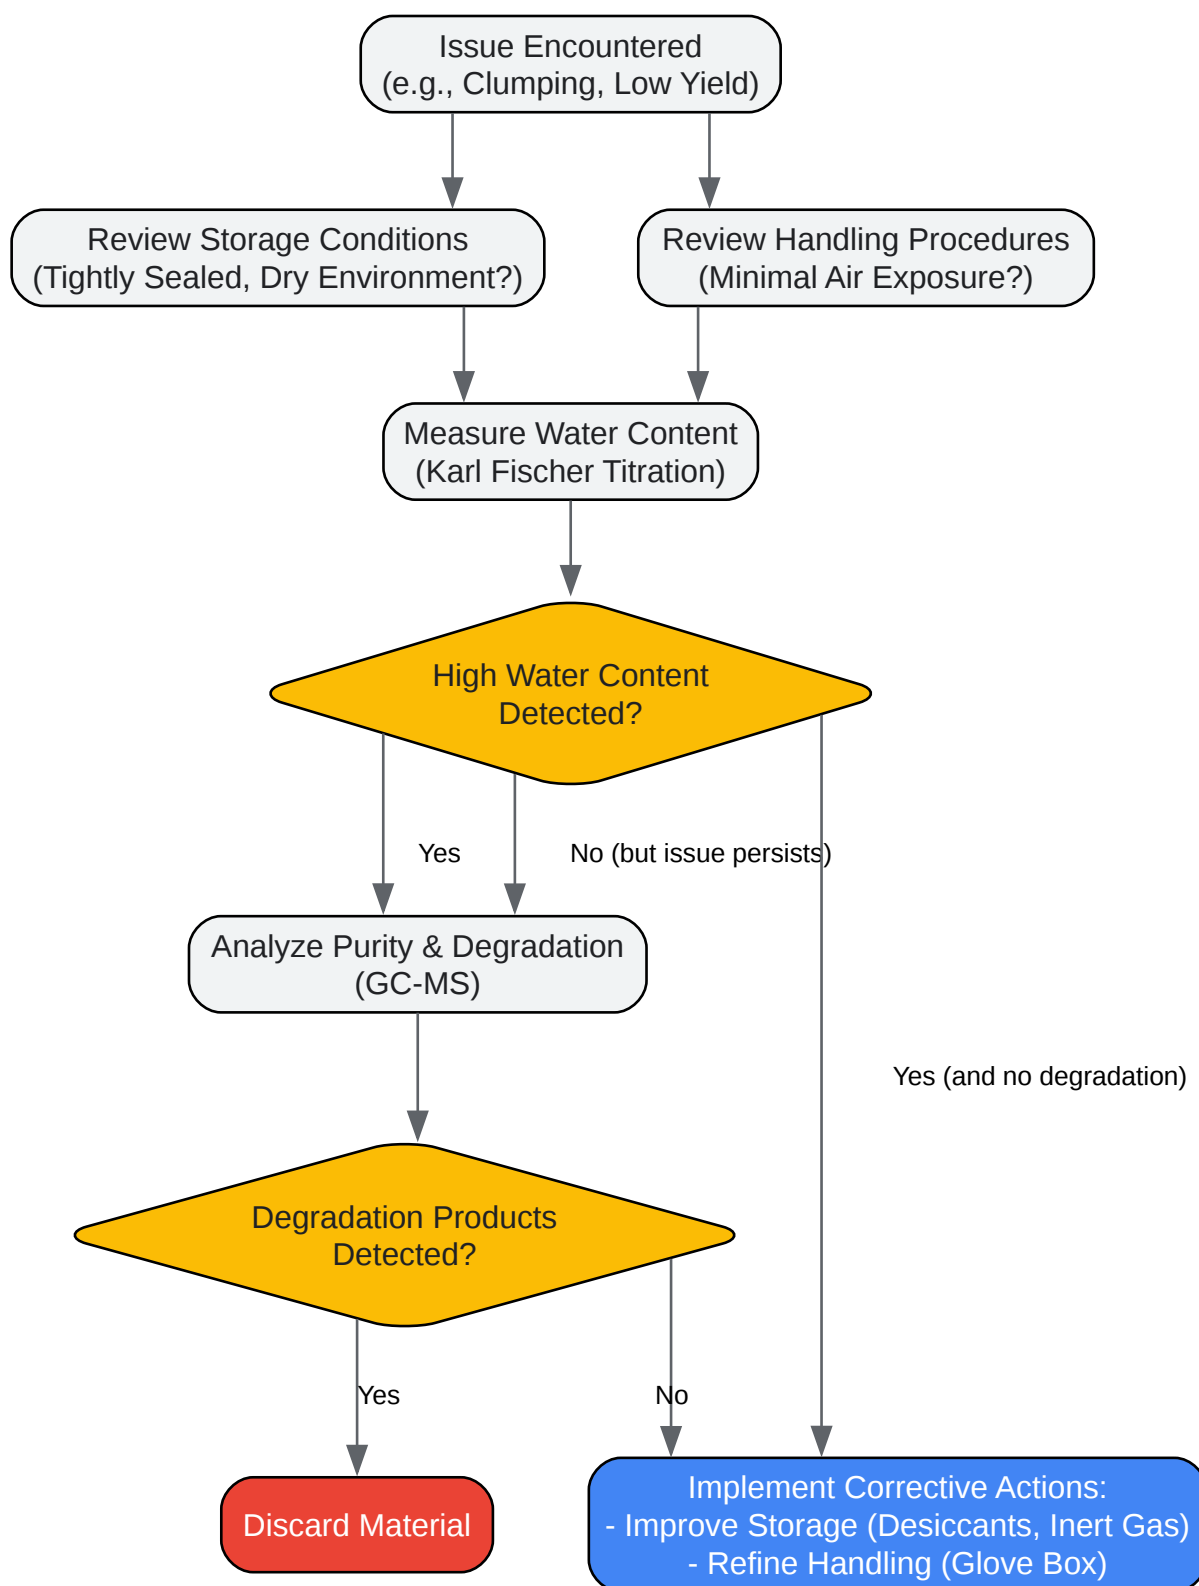 Issue Encountered
(e.g., Clumping, Low Yield)
Review Storage Conditions
(Tightly Sealed, Dry Environment?)
Review Handling Procedures
(Minimal Air Exposure?)
Measure Water Content
(Karl Fischer Titration)
High Water Content
Detected?
Yes
No (but issue persists)
Analyze Purity & Degradation
(GC-MS)
Yes (and no degradation)
Degradation Products
Detected?
Yes
No
Discard Material
Implement Corrective Actions:
- Improve Storage (Desiccants, Inert Gas)
- Refine Handling (Glove Box)